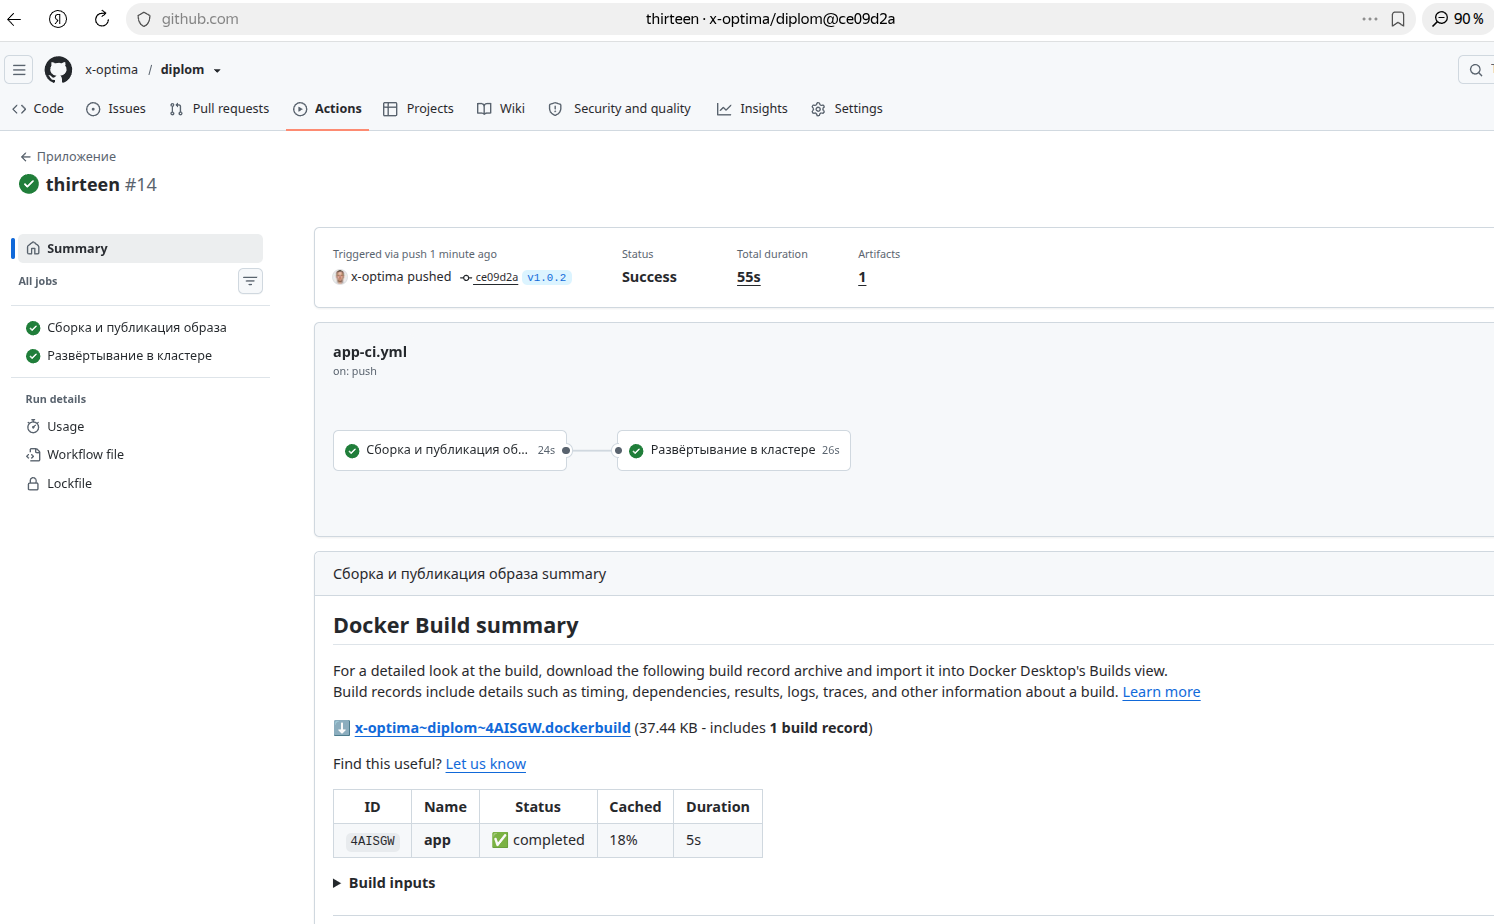 github.com
thirteen · x-optima/diplom@ce09d2a
90 %
x-optima / diplom
Code Issues Pull requests Actions Projects Wiki Security and quality Insights Settings
← Приложение
thirteen #14
Summary
All jobs
Сборка и публикация образа
Развёртывание в кластере
Run details
Usage
Workflow file
Lockfile
Triggered via push 1 minute ago
x-optima pushed ce09d2a v1.0.2
Status
Success
Total duration
55s
Artifacts
1
app-ci.yml
on: push
Сборка и публикация об... 24s
Развёртывание в кластере 26s
Сборка и публикация образа summary
Docker Build summary
For a detailed look at the build, download the following build record archive and import it into Docker Desktop's Builds view.
Build records include details such as timing, dependencies, results, logs, traces, and other information about a build. Learn more
x-optima~diplom~4AISGW.dockerbuild (37.44 KB - includes 1 build record)
Find this useful? Let us know
ID Name Status Cached Duration
4AISGW app ✅ completed 18% 5s
Build inputs